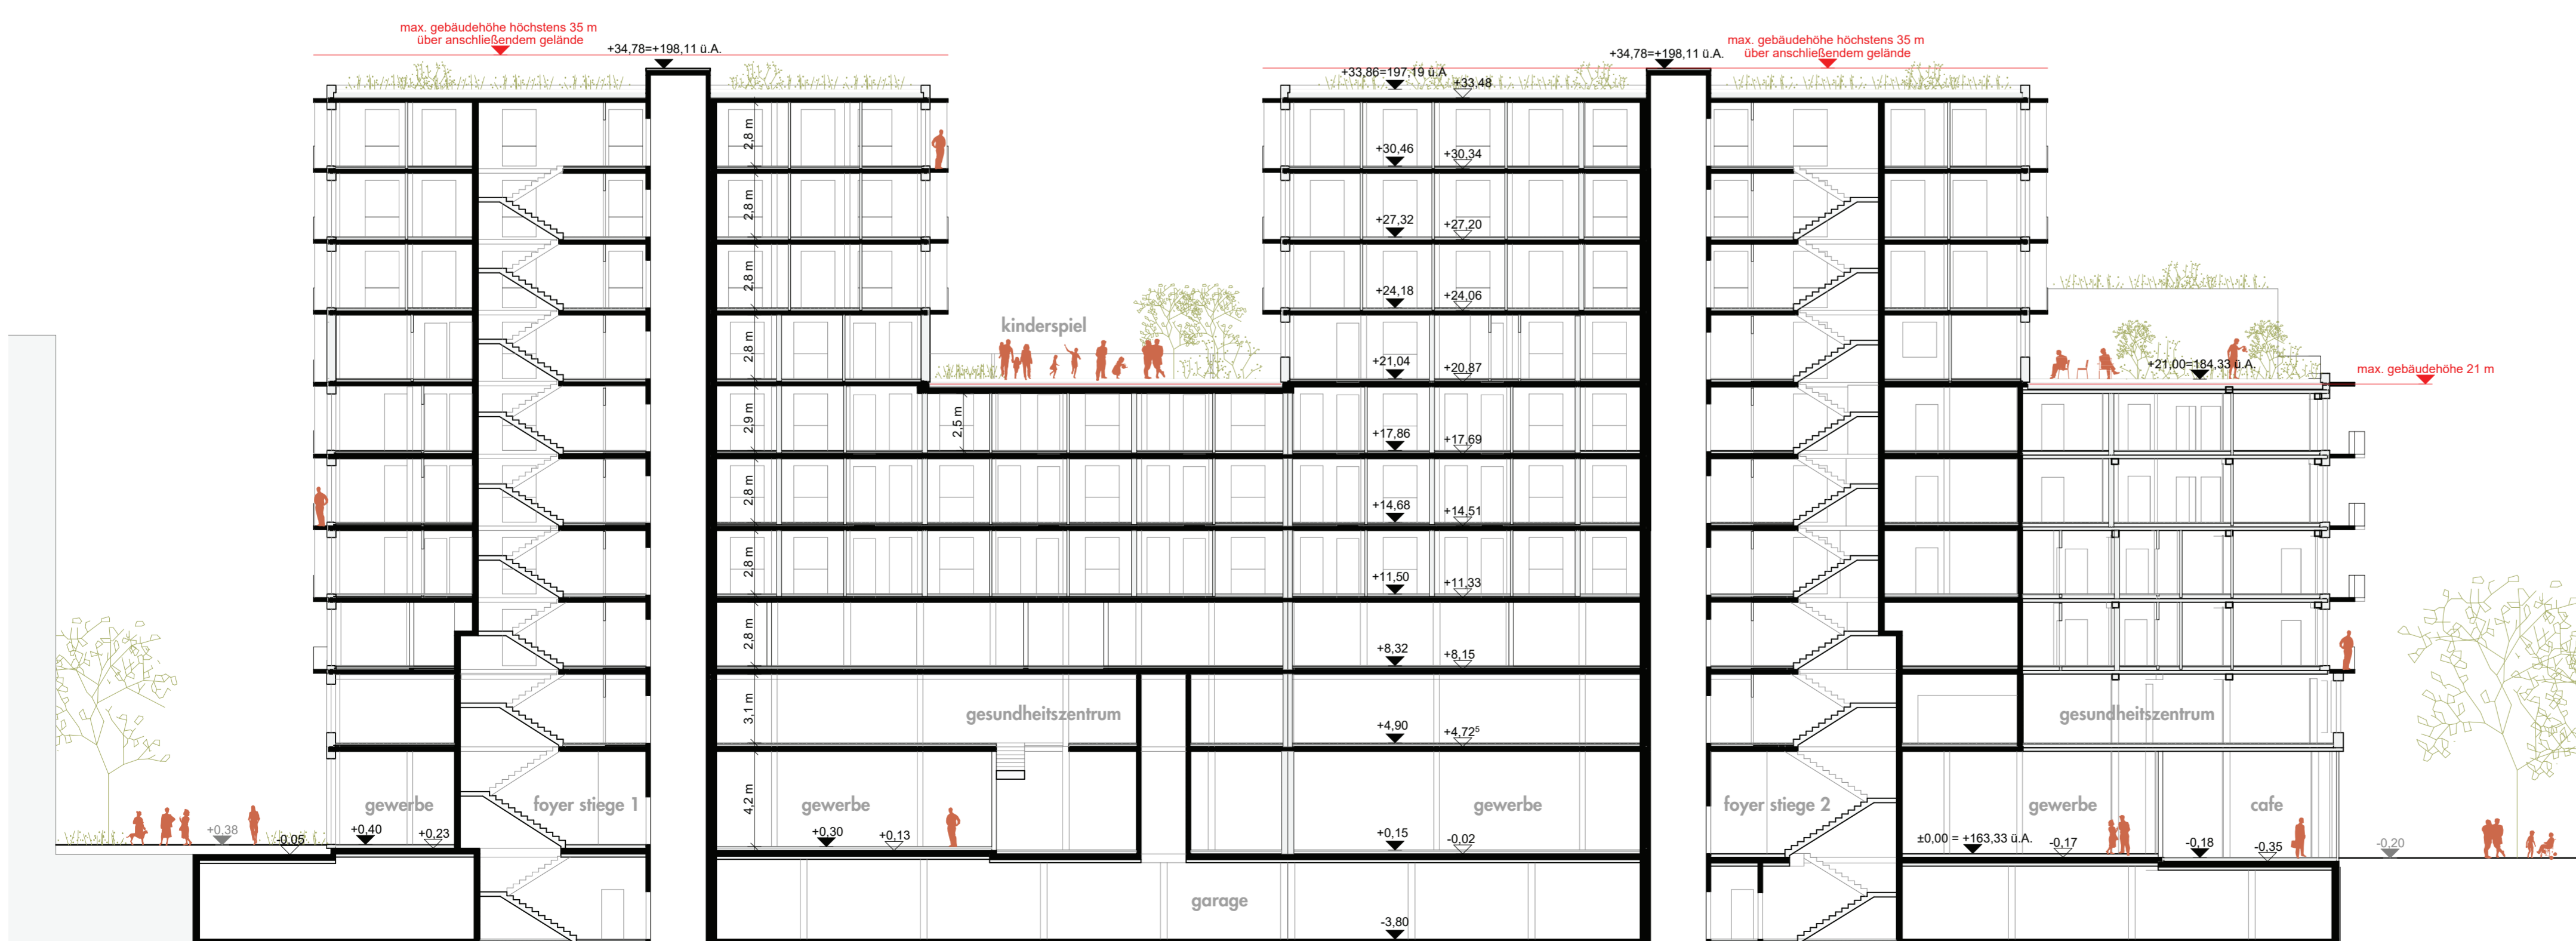 max. gebäudehöhe höchstens 35 m
über anschließendem gelände
+34,78=+198,11 ü.A.
+34,78=+198,11 ü.A.
max. gebäudehöhe höchstens 35 m
über anschließendem gelände
+33,86=197,19 ü.A
+33,48
2,8 m
+30,46
+30,34
2,8 m
+27,32
+27,20
2,8 m
+24,18
+24,06
kinderspiel
2,8 m
+21,04
+20,87
+21,00=184,33 ü.A.
max. gebäudehöhe 21 m
2,9 m
2,5 m
+17,86
+17,69
2,8 m
+14,68
+14,51
2,8 m
+11,50
+11,33
2,8 m
+8,32
+8,15
3,1 m
gesundheitszentrum
+4,90
+4,72⁵
gesundheitszentrum
4,2 m
gewerbe
foyer stiege 1
gewerbe
gewerbe
foyer stiege 2
gewerbe
cafe
+0,38
-0,05
+0,40
+0,23
+0,30
+0,13
+0,15
-0,02
±0,00 = +163,33 ü.A.
-0,17
-0,18
-0,35
-0,20
garage
-3,80